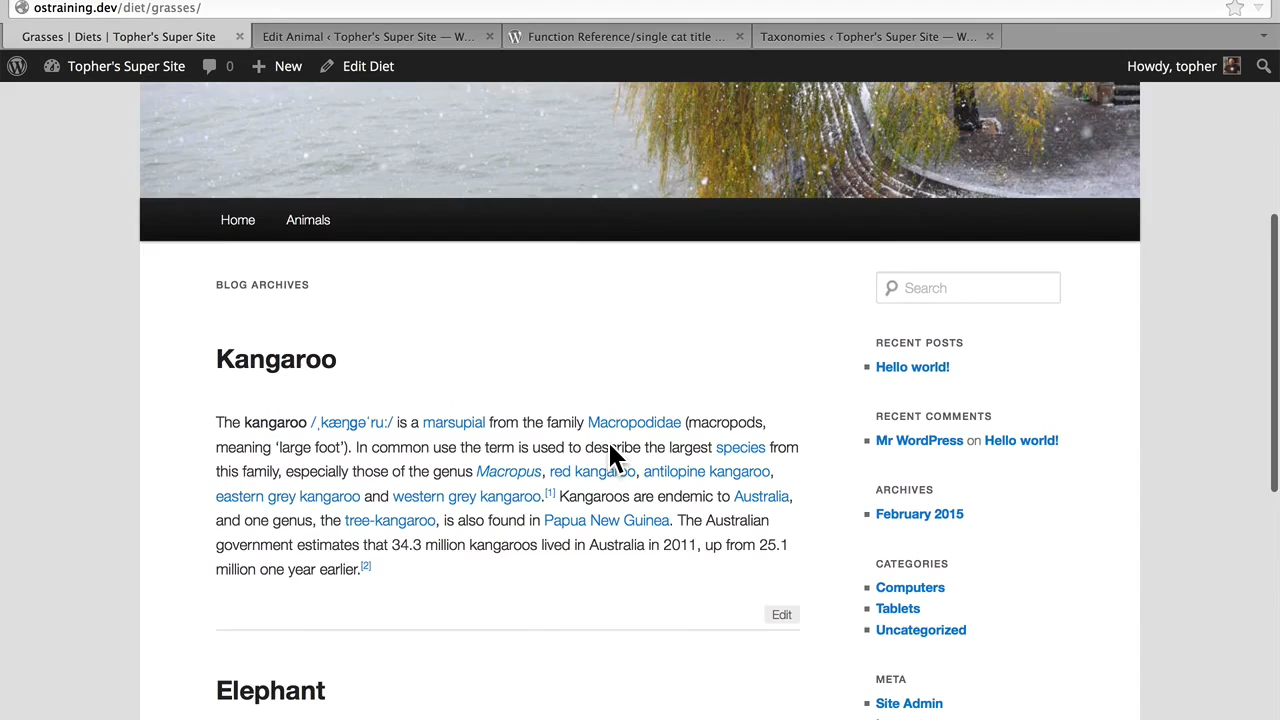 ostraining.dev/diet/grasses/
Grasses | Diets | Topher's Super Site
Edit Animal ‹ Topher's Super Site — W...
Function Reference/single cat title ...
Taxonomies ‹ Topher's Super Site — W...
Topher's Super Site 0 New Edit Diet Howdy, topher
Home Animals
BLOG ARCHIVES
Kangaroo
The kangaroo /ˌkæŋɡəˈruː/ is a marsupial from the family Macropodidae (macropods,
meaning ‘large foot’). In common use the term is used to describe the largest species from
this family, especially those of the genus Macropus, red kangaroo, antilopine kangaroo,
eastern grey kangaroo and western grey kangaroo.[1] Kangaroos are endemic to Australia,
and one genus, the tree-kangaroo, is also found in Papua New Guinea. The Australian
government estimates that 34.3 million kangaroos lived in Australia in 2011, up from 25.1
million one year earlier.[2]
Edit
Elephant
Search
RECENT POSTS
Hello world!
RECENT COMMENTS
Mr WordPress on Hello world!
ARCHIVES
February 2015
CATEGORIES
Computers
Tablets
Uncategorized
META
Site Admin